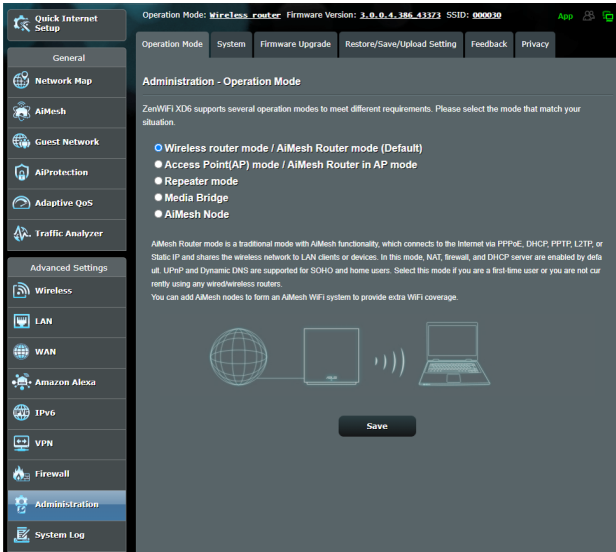 Quick Internet
Setup
Operation Mode: Wireless router Firmware Version: 3.0.0.4.386_43373 SSID: 000030
App
Operation Mode
System
Firmware Upgrade
Restore/Save/Upload Setting
Feedback
Privacy
General
Network Map
AiMesh
Guest Network
AiProtection
Adaptive QoS
Traffic Analyzer
Advanced Settings
Wireless
LAN
WAN
Amazon Alexa
IPv6
VPN
Firewall
Administration
System Log
Administration - Operation Mode
ZenWiFi XD6 supports several operation modes to meet different requirements. Please select the mode that match your
situation.
Wireless router mode / AiMesh Router mode (Default)
Access Point(AP) mode / AiMesh Router in AP mode
Repeater mode
Media Bridge
AiMesh Node
AiMesh Router mode is a traditional mode with AiMesh functionality, which connects to the Internet via PPPoE, DHCP, PPTP, L2TP, or
Static IP and shares the wireless network to LAN clients or devices. In this mode, NAT, firewall, and DHCP server are enabled by defa
ult. UPnP and Dynamic DNS are supported for SOHO and home users. Select this mode if you are a first-time user or you are not cur
rently using any wired/wireless routers.
You can add AiMesh nodes to form an AiMesh WiFi system to provide extra WiFi coverage.
Save